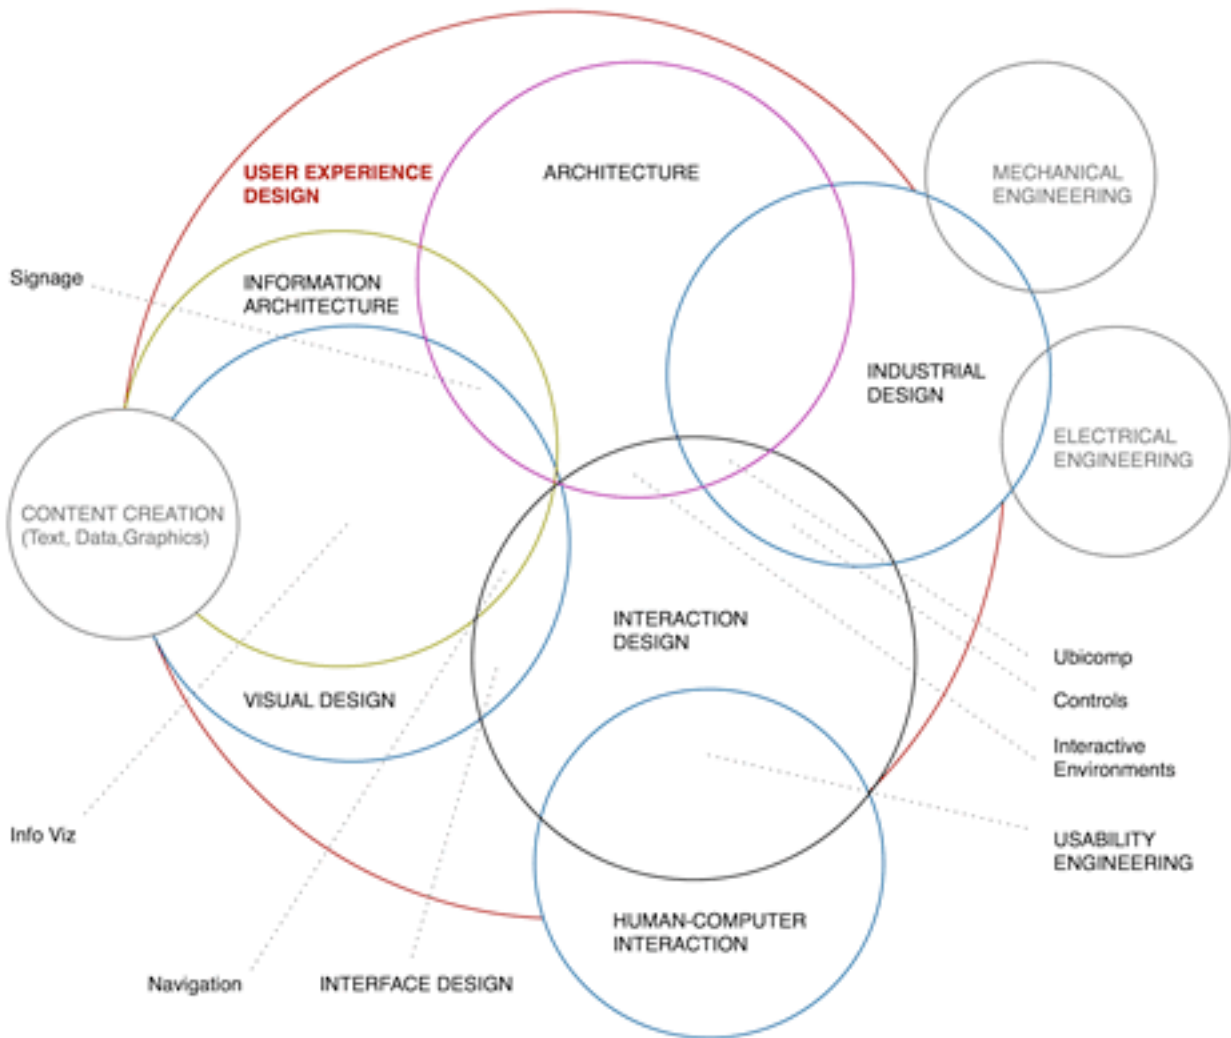 USER EXPERIENCE
DESIGN
ARCHITECTURE
MECHANICAL
ENGINEERING
Signage
INFORMATION
ARCHITECTURE
INDUSTRIAL
DESIGN
ELECTRICAL
ENGINEERING
CONTENT CREATION
(Text, Data,Graphics)
INTERACTION
DESIGN
Ubicomp
VISUAL DESIGN
Controls
Interactive
Environments
Info Viz
USABILITY
ENGINEERING
HUMAN-COMPUTER
INTERACTION
Navigation
INTERFACE DESIGN